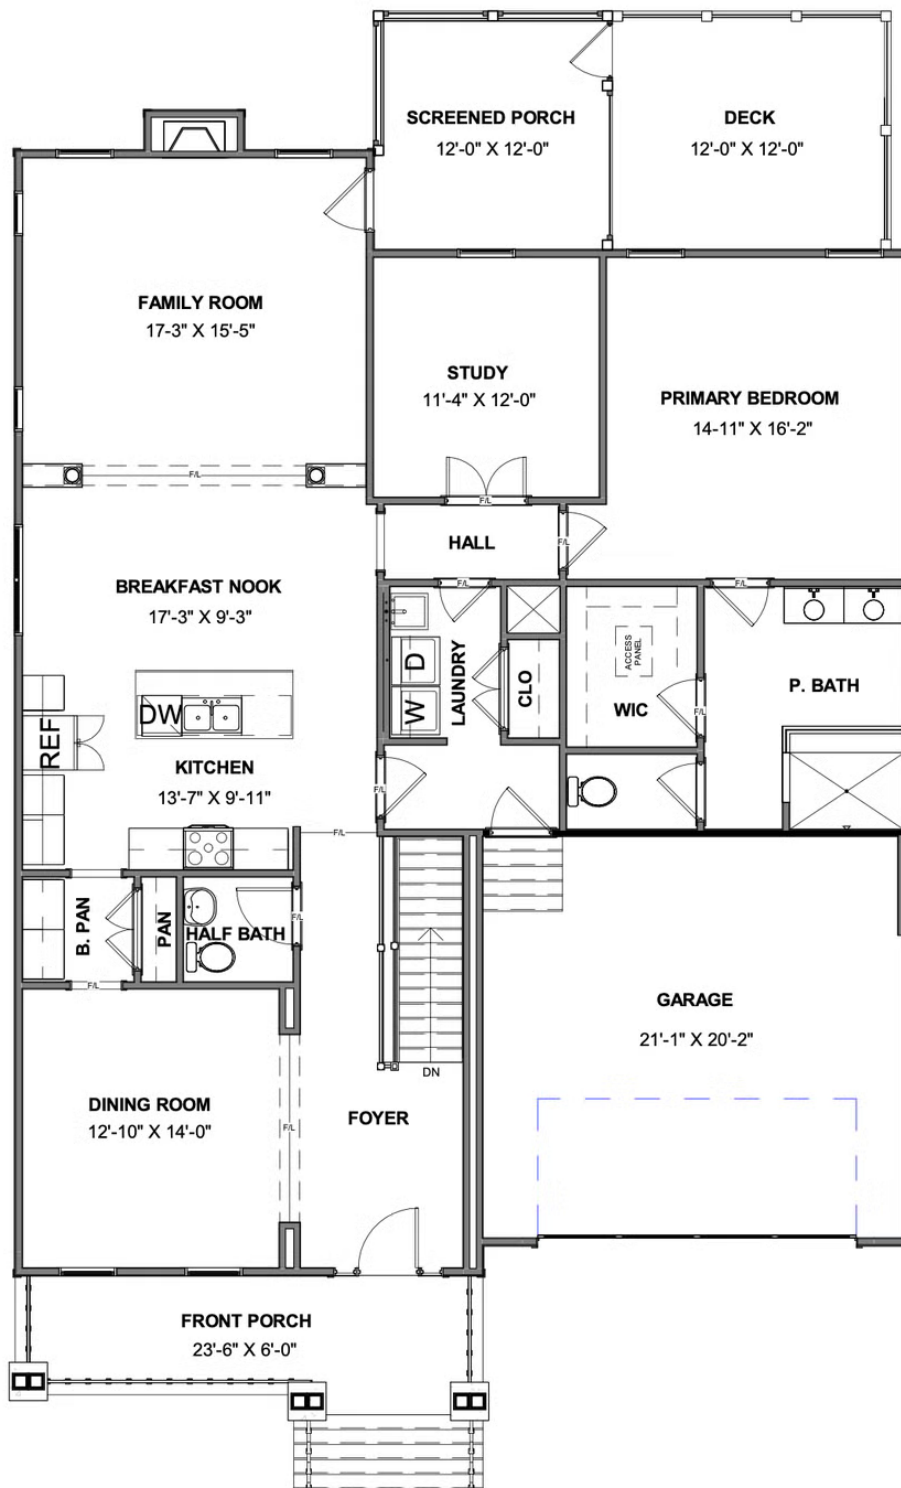 SCREENED PORCH
12'-0" X 12'-0"
DECK
12'-0" X 12'-0"
FAMILY ROOM
17-3" X 15'-5"
STUDY
11'-4" X 12'-0"
PRIMARY BEDROOM
14-11" X 16'-2"
F/L
F/L
HALL
F/L
F/L
F/L
BREAKFAST NOOK
17'-3" X 9'-3"
ACCESS
PANEL
D
W
LAUNDRY
CLO
WIC
F/L
P. BATH
DW
REF
KITCHEN
13'-7" X 9'-11"
F/L
F/L
B. PAN
PAN
HALF BATH
F/L
F/L
GARAGE
21'-1" X 20'-2"
DN
DINING ROOM
12'-10" X 14'-0"
F/L
FOYER
FRONT PORCH
23'-6" X 6'-0"